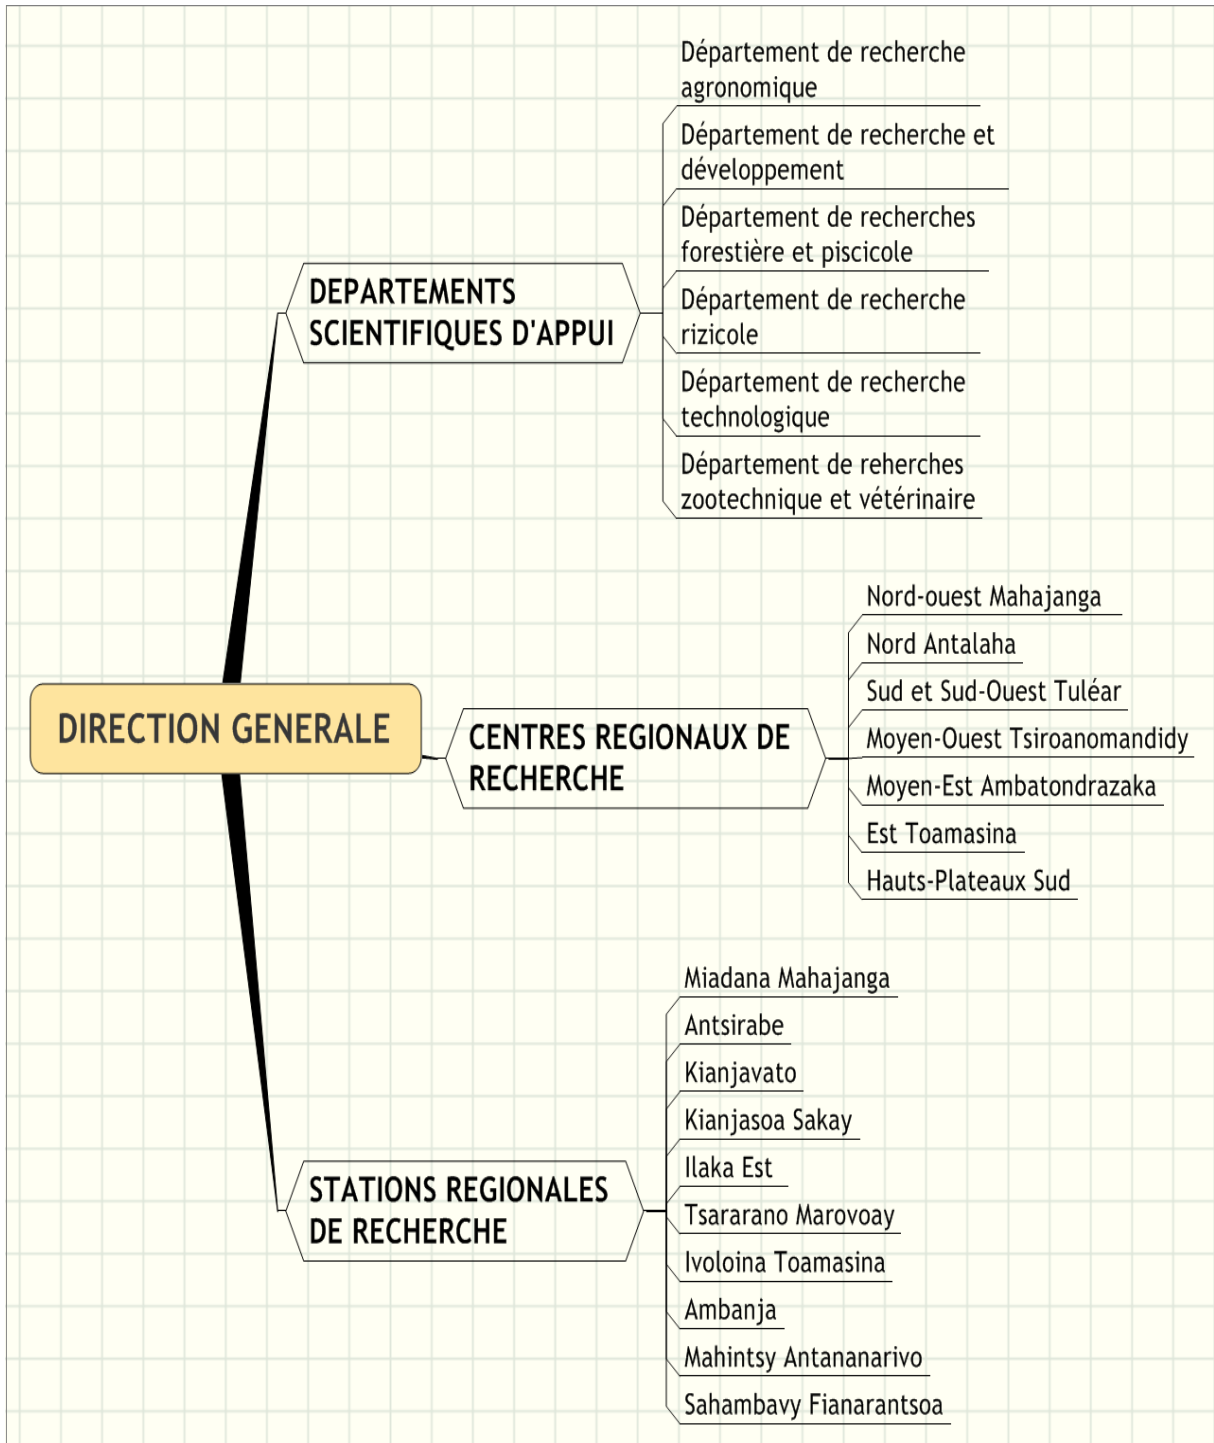 Département de recherche
agronomique
Département de recherche et
développement
Département de recherches
forestière et piscicole
DEPARTEMENTS
SCIENTIFIQUES D'APPUI
Département de recherche
rizicole
Département de recherche
technologique
Département de reherches
zootechnique et vétérinaire
DIRECTION GENERALE
CENTRES REGIONAUX DE
RECHERCHE
Nord-ouest Mahajanga
Nord Antalaha
Sud et Sud-Ouest Tuléar
Moyen-Ouest Tsiroanomandidy
Moyen-Est Ambatondrazaka
Est Toamasina
Hauts-Plateaux Sud
STATIONS REGIONALES
DE RECHERCHE
Miadana Mahajanga
Antsirabe
Kianjavato
Kianjasoa Sakay
Ilaka Est
Tsararano Marovoay
Ivoloina Toamasina
Ambanja
Mahintsy Antananarivo
Sahambavy Fianarantsoa